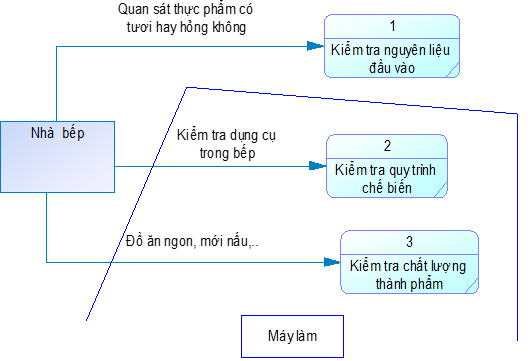 Quan sát thực phẩm có
tươi hay hỏng không
1
Kiểm tra nguyên liệu
đầu vào
Nhà bếp
Kiểm tra dụng cụ
trong bếp
2
Kiểm tra quy trình
chế biến
Đồ ăn ngon, mới nấu,..
3
Kiểm tra chất lượng
thành phẩm
Máy làm